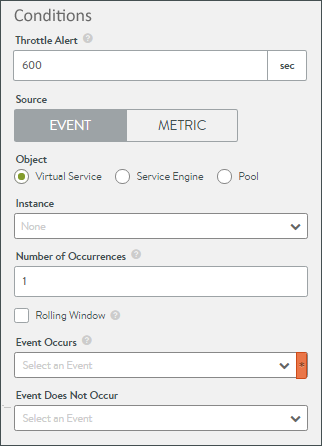 Conditions
Throttle Alert ?
600 sec
Source
EVENT METRIC
Object
Virtual Service Service Engine Pool
Instance
None
Number of Occurrences ?
1
Rolling Window ?
Event Occurs ?
Select an Event *
Event Does Not Occur
Select an Event